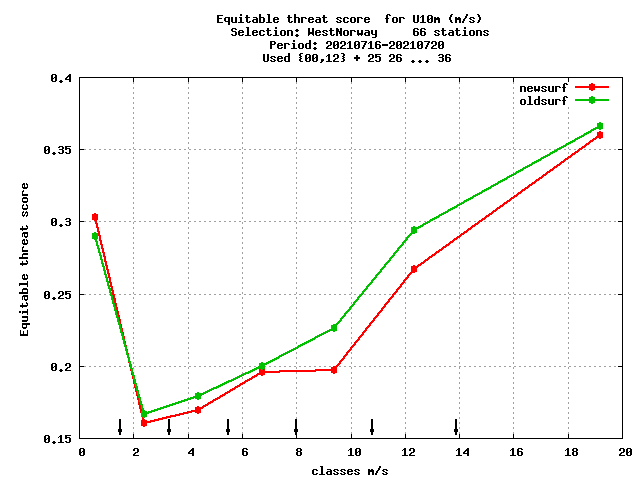 Equitable threat score  for U10m (m/s)
Selection: WestNorway     66 stations
Period: 20210716-20210720
Used {00,12} + 25 26 ... 36
newsurf
oldsurf
0.4
0.35
0.3
0.25
0.2
0.15
Equitable threat score
0 2 4 6 8 10 12 14 16 18 20
classes m/s